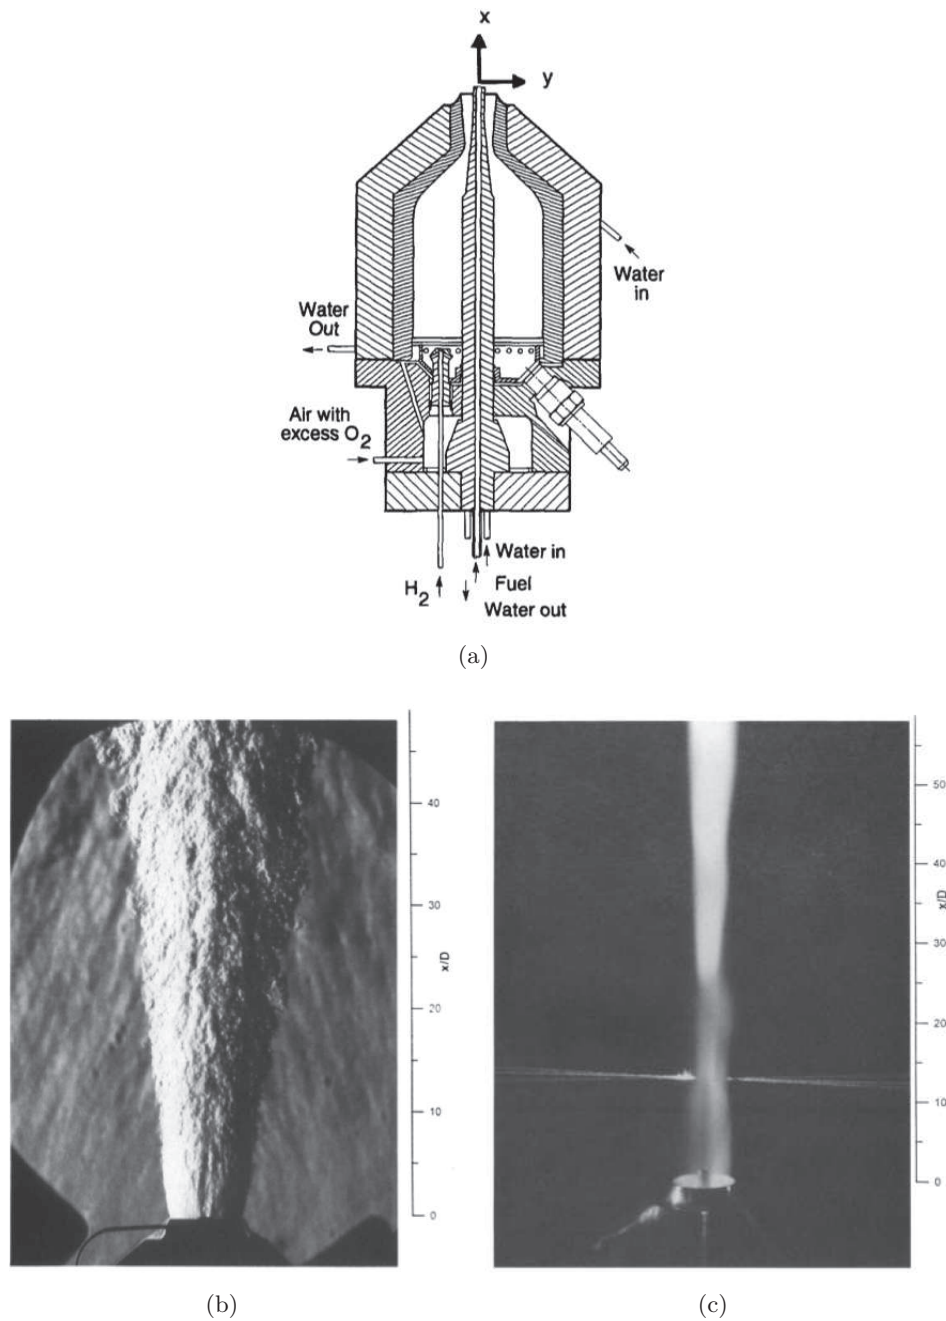 x
y
Water
in
Water
Out
Air with
excess O2
Water in
H2
Fuel
Water out
(a)
40
30
x/D
20
10
0
50
40
x/D
30
20
10
0
(b)
(c)